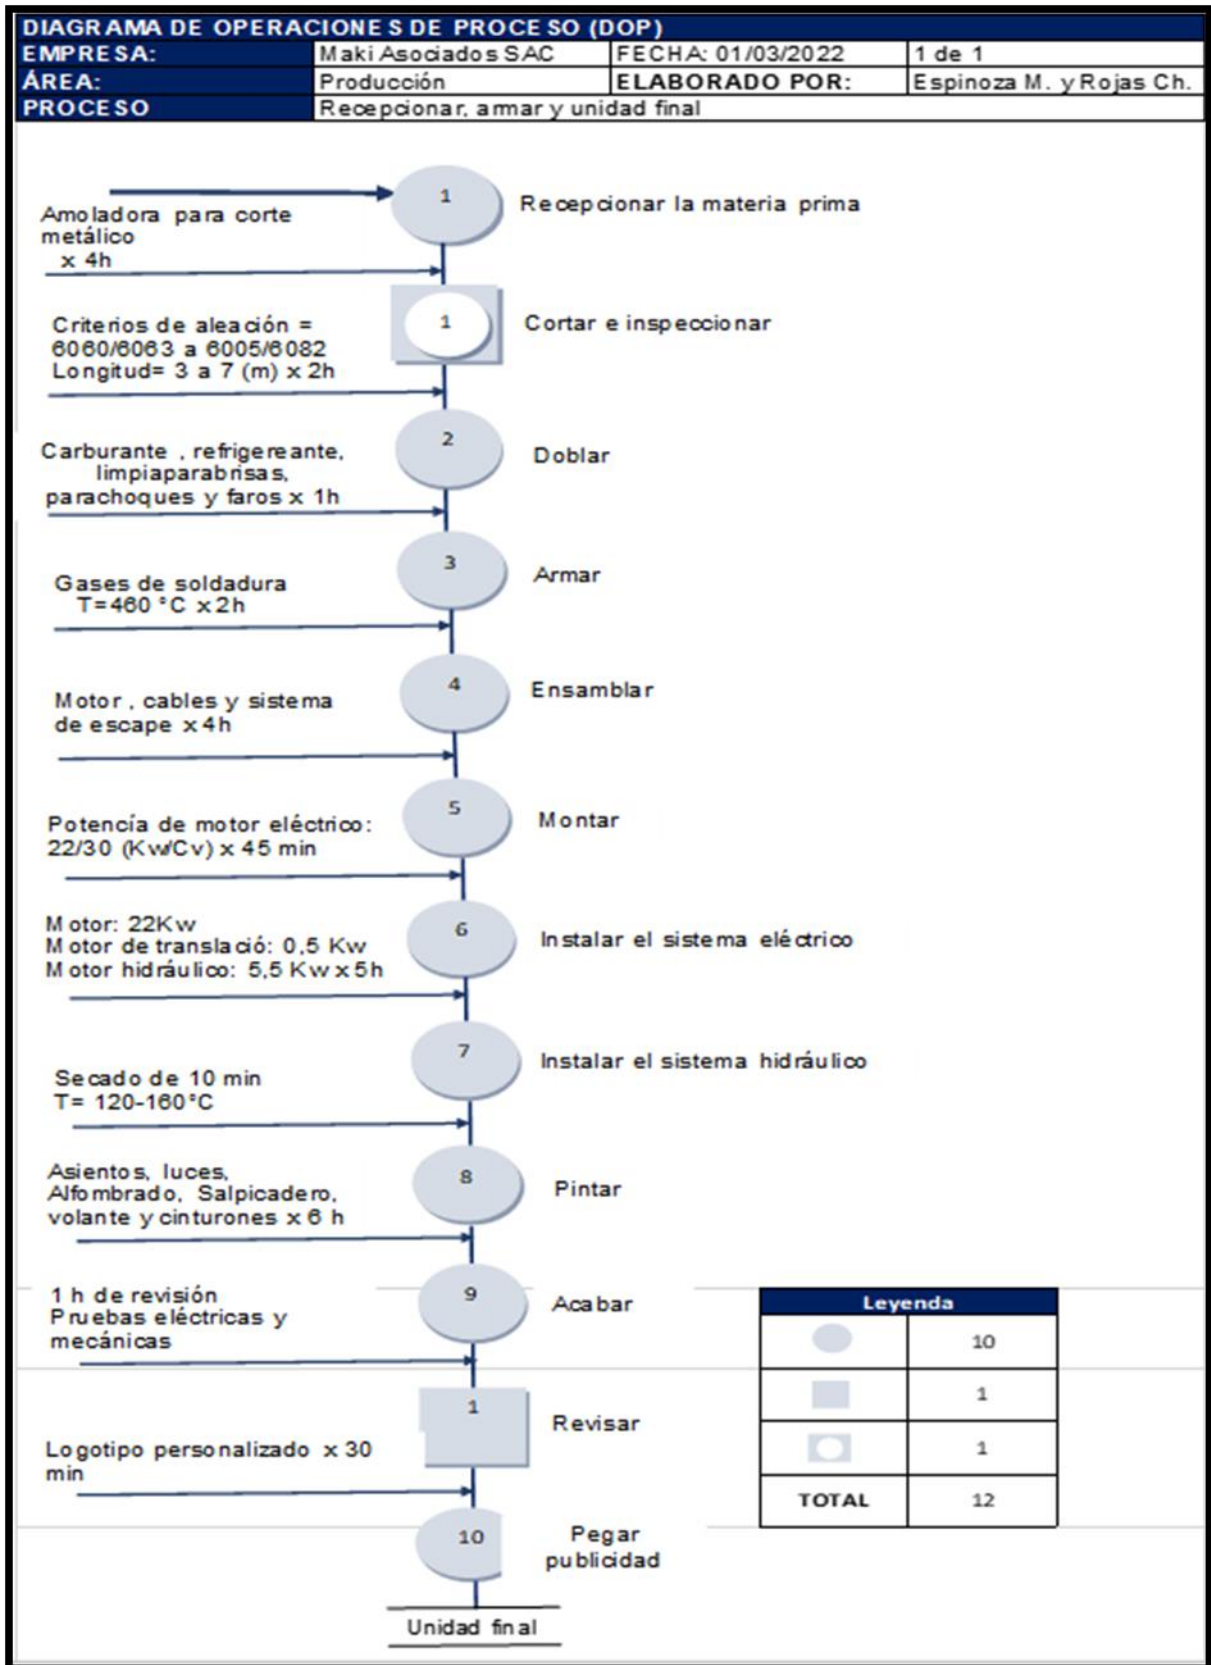 DIAGRAMA DE OPERACIONES DE PROCESO (DOP)
EMPRESA: Maki Asociados SAC FECHA: 01/03/2022 1 de 1
ÁREA: Producción ELABORADO POR: Espinoza M. y Rojas Ch.
PROCESO Recepcionar, armar y unidad final
1 Recepcionar la materia prima
Amoladora para corte
metálico
x 4h
1 Cortar e inspeccionar
Criterios de aleación =
6060/6063 a 6005/6082
Longitud= 3 a 7 (m) x 2h
2 Doblar
Carburante , refrigereante,
limpiaparabrisas,
parachoques y faros x 1h
3 Armar
Gases de soldadura
T=460 °C x 2h
4 Ensamblar
Motor , cables y sistema
de escape x 4h
5 Montar
Potencía de motor eléctrico:
22/30 (Kw/Cv) x 45 min
6 Instalar el sistema eléctrico
Motor: 22Kw
Motor de translació: 0,5 Kw
Motor hidráulico: 5,5 Kw x 5h
7 Instalar el sistema hidráulico
Secado de 10 min
T= 120-160°C
8 Pintar
Asientos, luces,
Alfombrado, Salpicadero,
volante y cinturones x 6 h
9 Acabar
1 h de revisión
Pruebas eléctricas y
mecánicas
1 Revisar
Logotipo personalizado x 30
min
10 Pegar
publicidad
Unidad final
Leyenda
10
1
1
TOTAL 12